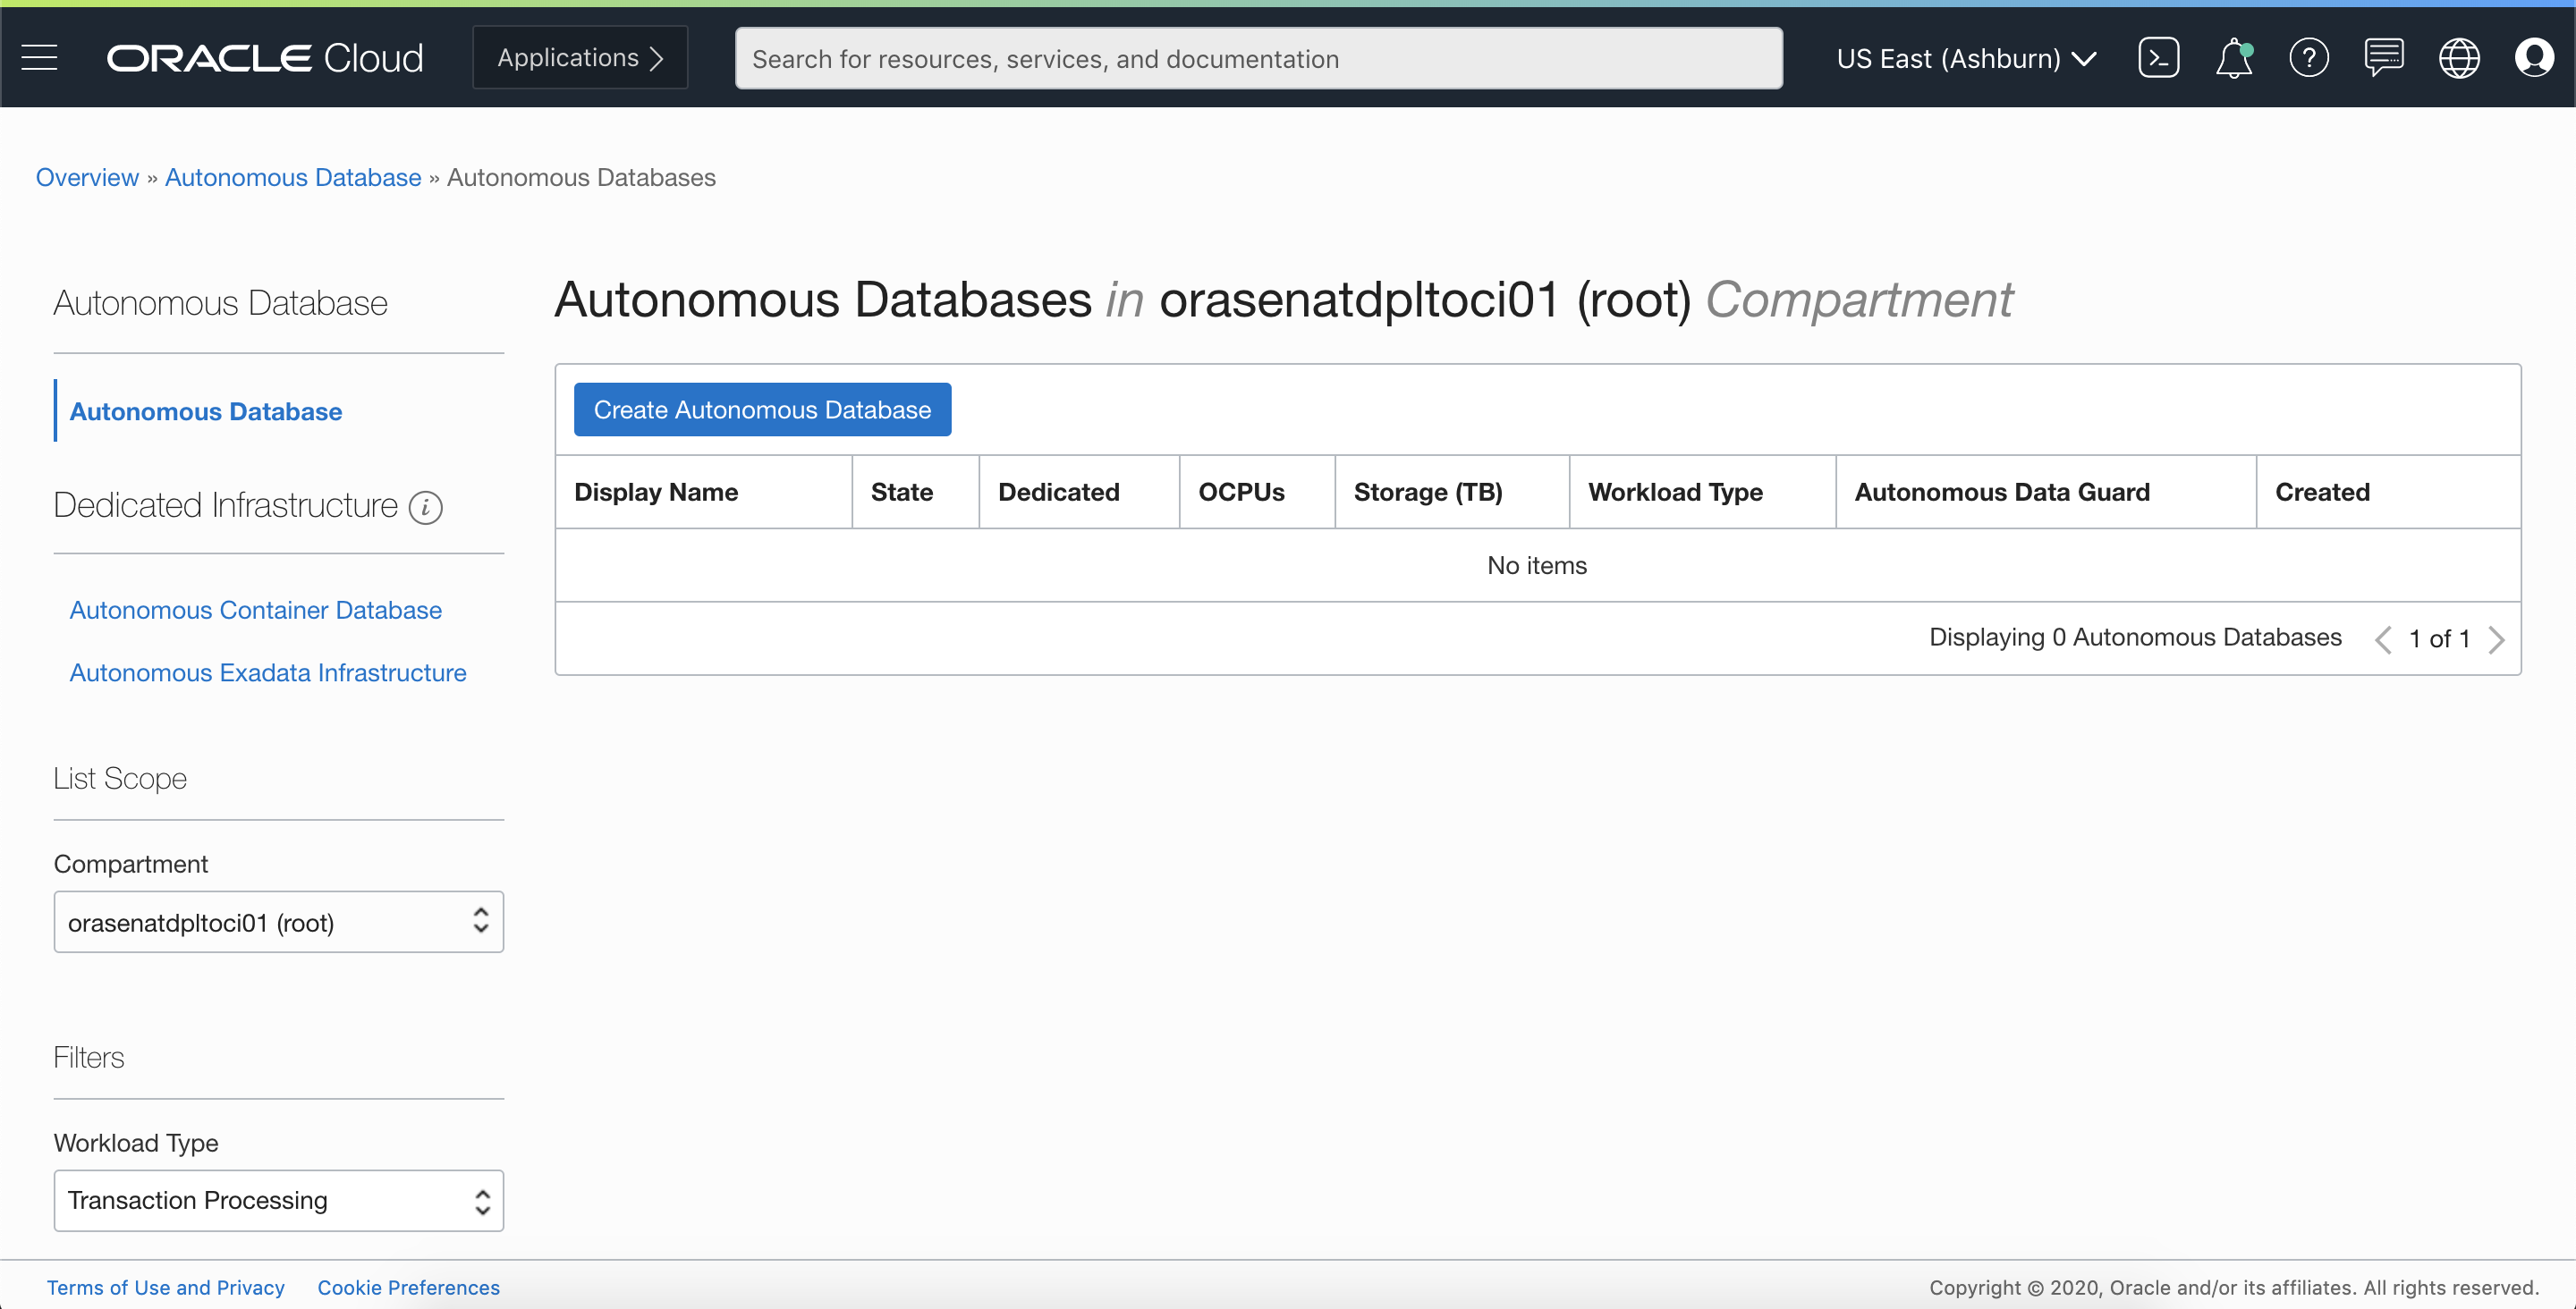 ORACLE Cloud
Applications
Search for resources, services, and documentation
US East (Ashburn)
Overview » Autonomous Database » Autonomous Databases
Autonomous Database
Autonomous Database
Dedicated Infrastructure i
Autonomous Container Database
Autonomous Exadata Infrastructure
List Scope
Compartment
orasenatdpltoci01 (root)
Filters
Workload Type
Transaction Processing
Autonomous Databases in orasenatdpltoci01 (root) Compartment
Create Autonomous Database
Display Name State Dedicated OCPUs Storage (TB) Workload Type Autonomous Data Guard Created
No items
Displaying 0 Autonomous Databases 1 of 1
Terms of Use and Privacy Cookie Preferences
Copyright © 2020, Oracle and/or its affiliates. All rights reserved.